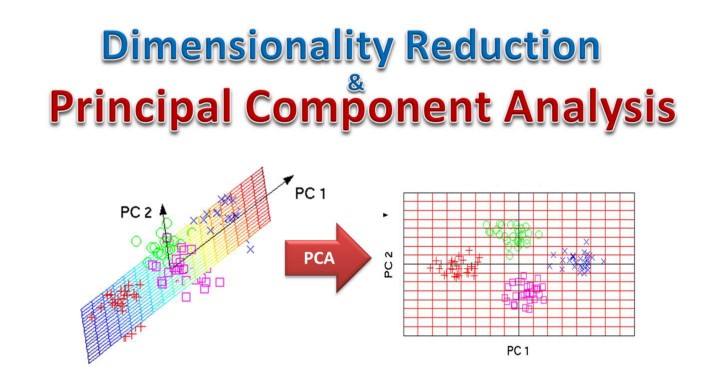 Dimensionality Reduction
&
Principal Component Analysis
PC 1
PC 2
PCA
PC 2
PC 1